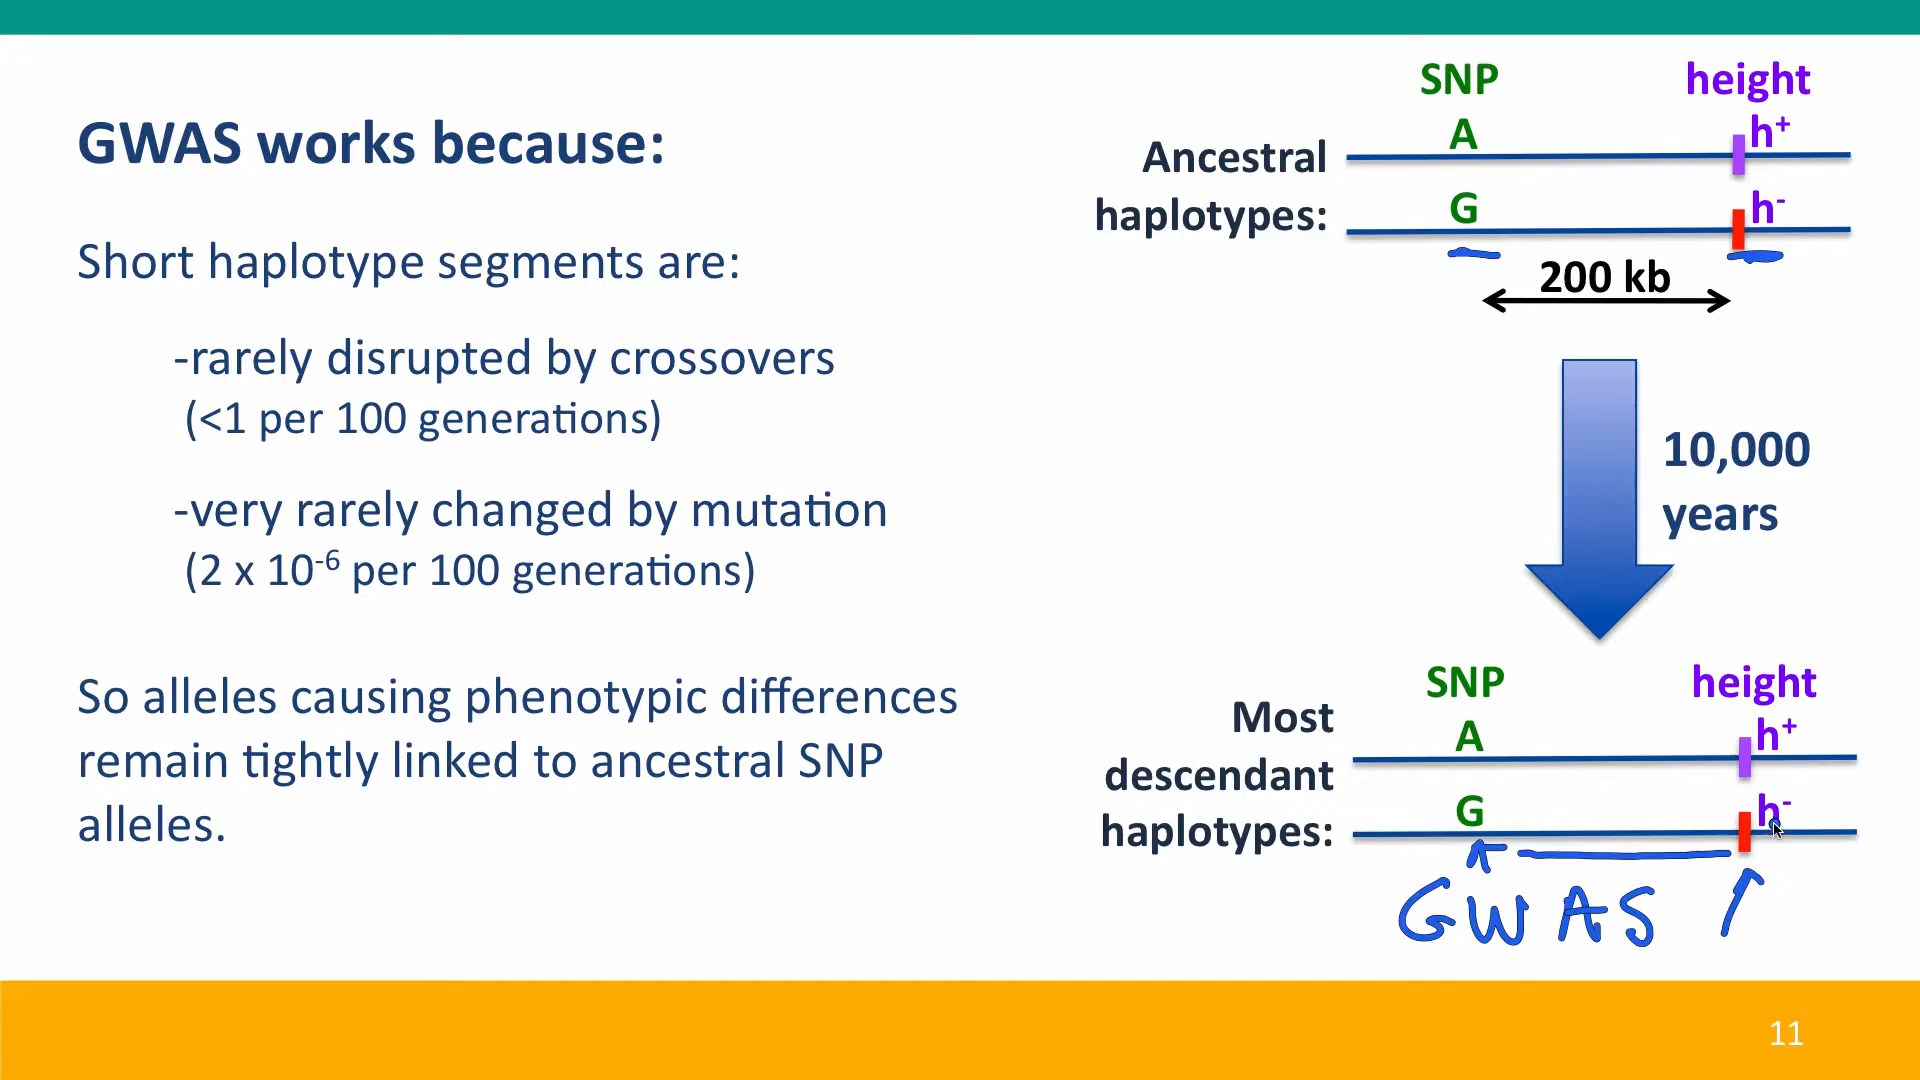 GWAS works because:
Short haplotype segments are:
-rarely disrupted by crossovers
(<1 per 100 generations)
-very rarely changed by mutation
(2 x 10⁻⁶ per 100 generations)
So alleles causing phenotypic differences
remain tightly linked to ancestral SNP
alleles.
SNP height
A h⁺
Ancestral
haplotypes:
G h⁻
200 kb
10,000
years
SNP height
Most
A h⁺
descendant
haplotypes:
G h⁻
GWAS
11